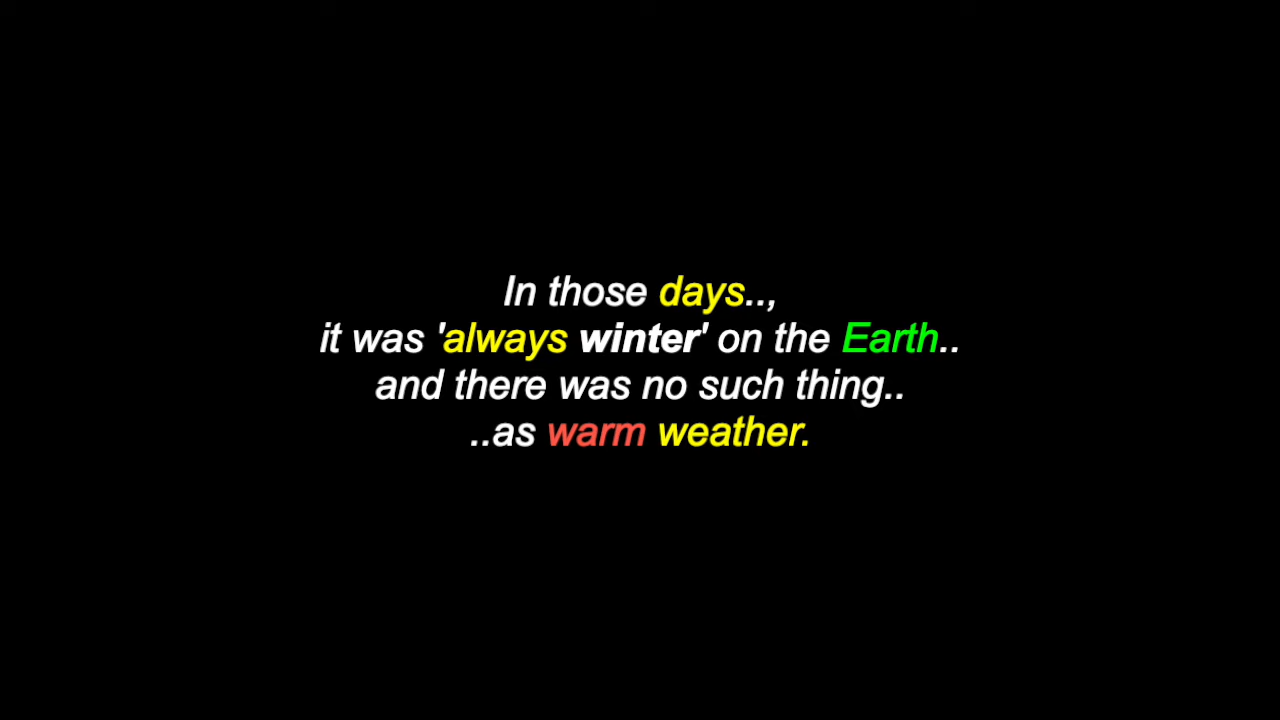 In those days..,
it was 'always winter' on the Earth..
and there was no such thing..
..as warm weather.